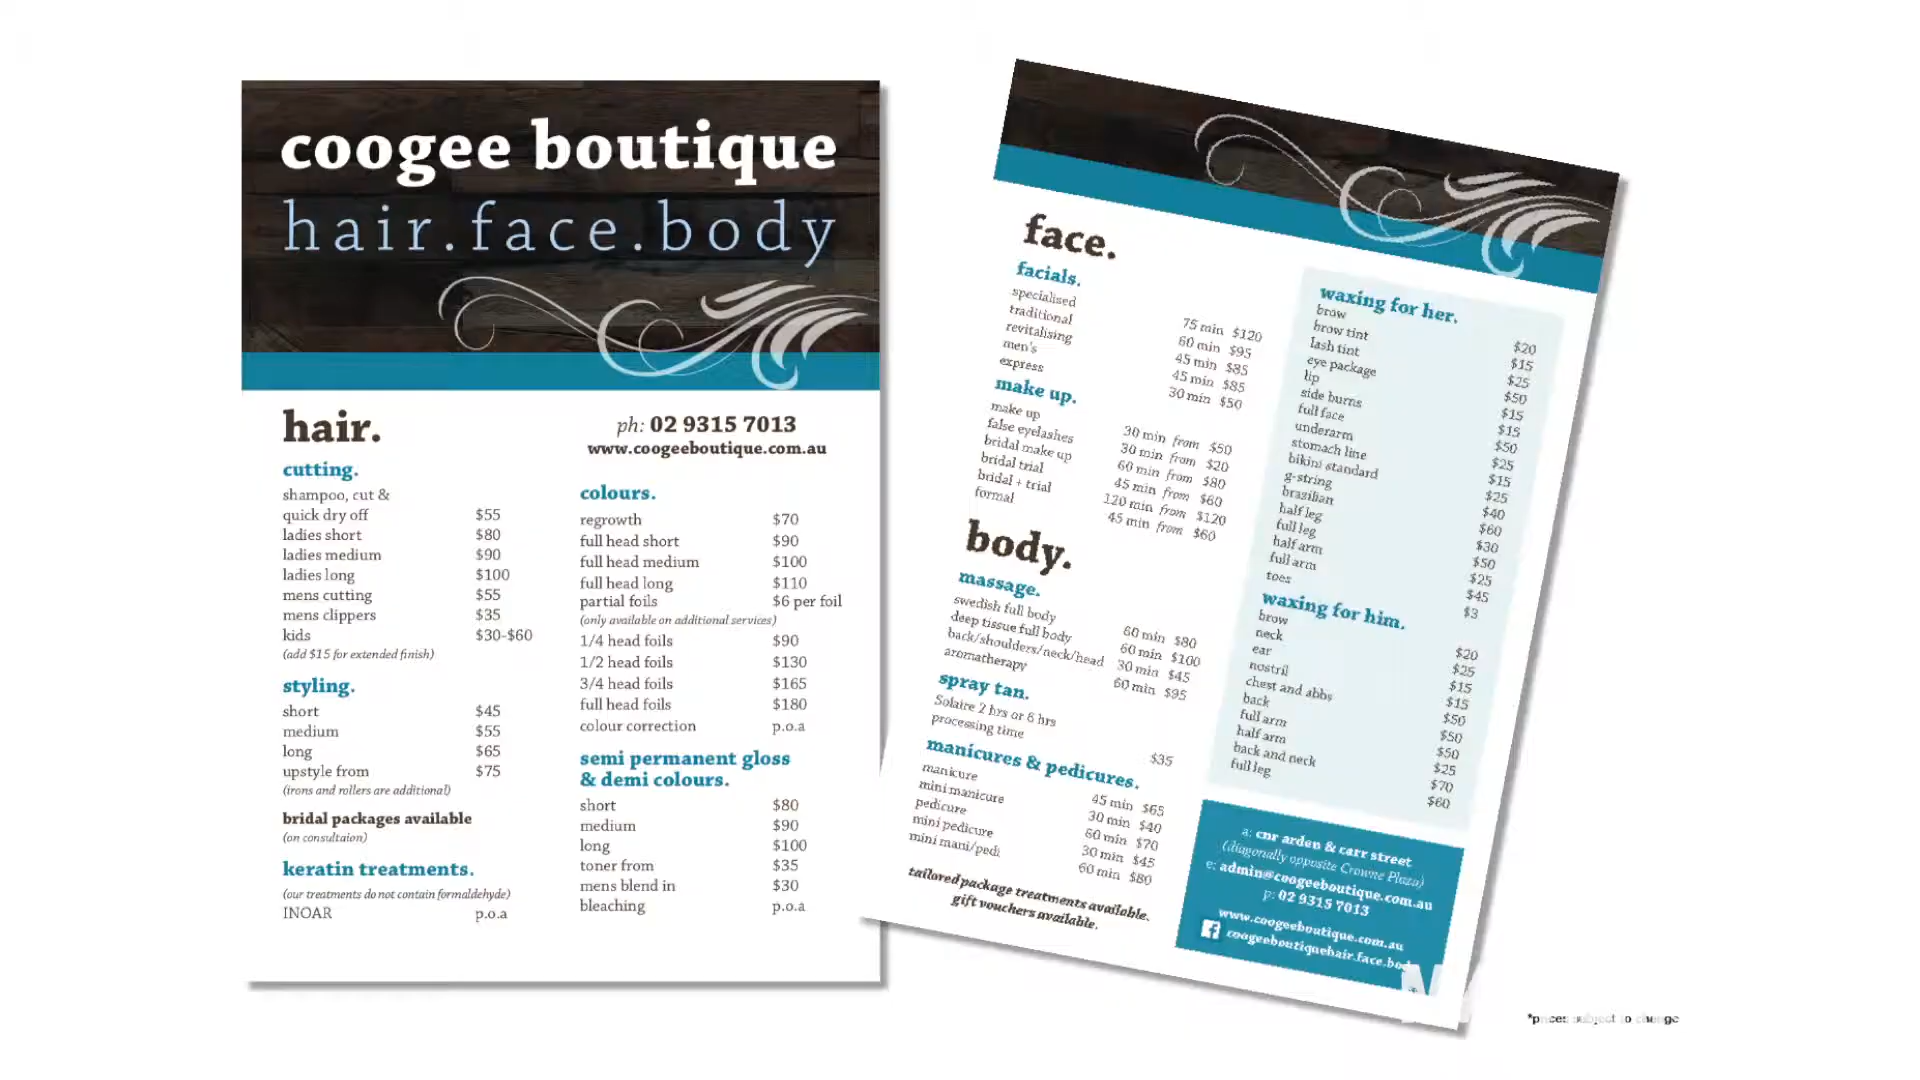 coogee boutique
hair.face.body
hair.
cutting.
shampoo, cut &
quick dry off $55
ladies short $80
ladies medium $90
ladies long $100
mens cutting $55
mens clippers $35
kids $30-$60
(add $15 for extended finish)
styling.
short $45
medium $55
long $65
upstyle from $75
(irons and rollers are additional)
bridal packages available
(on consultaion)
keratin treatments.
(our treatments do not contain formaldehyde)
INOAR p.o.a
ph: 02 9315 7013
www.coogeeboutique.com.au
colours.
regrowth $70
full head short $90
full head medium $100
full head long $110
partial foils $6 per foil
(only available on additional services)
1/4 head foils $90
1/2 head foils $130
3/4 head foils $165
full head foils $180
colour correction p.o.a
semi permanent gloss
& demi colours.
short $80
medium $90
long $100
toner from $35
mens blend in $30
bleaching p.o.a
face.
facials.
specialised 75 min $120
traditional 60 min $95
revitalising 45 min $85
men's 45 min $85
express 30 min $50
make up.
make up 30 min from $50
false eyelashes 30 min from $20
bridal make up 60 min from $80
bridal trial 45 min from $60
bridal + trial 120 min from $120
formal 45 min from $60
body.
massage.
swedish full body 60 min $80
deep tissue full body 60 min $100
back/shoulders/neck/head 30 min $45
aromatherapy 60 min $95
spray tan.
Solaire 2 hrs or 6 hrs
processing time $35
manicures & pedicures.
manicure 45 min $65
mini manicure 30 min $40
pedicure 60 min $70
mini pedicure 30 min $45
mini mani/pedi 60 min $80
tailored package treatments available.
gift vouchers available.
waxing for her.
brow $20
brow tint $15
lash tint $25
eye package $50
lip $15
side burns $15
full face $50
underarm $25
stomach line $15
bikini standard $25
g-string $40
brazilian $60
half leg $30
full leg $50
half arm $25
full arm $45
toes $3
waxing for him.
brow $20
neck $25
ear $15
nostril $15
chest and abbs $50
back $50
full arm $50
half arm $25
back and neck $70
full leg $60
a: cnr arden & carr street
(diagonally opposite Crowne Plaza)
e: admin@coogeeboutique.com.au
p: 02 9315 7013
www.coogeeboutique.com.au
coogeeboutiquehair.face.body
*prices subject to change